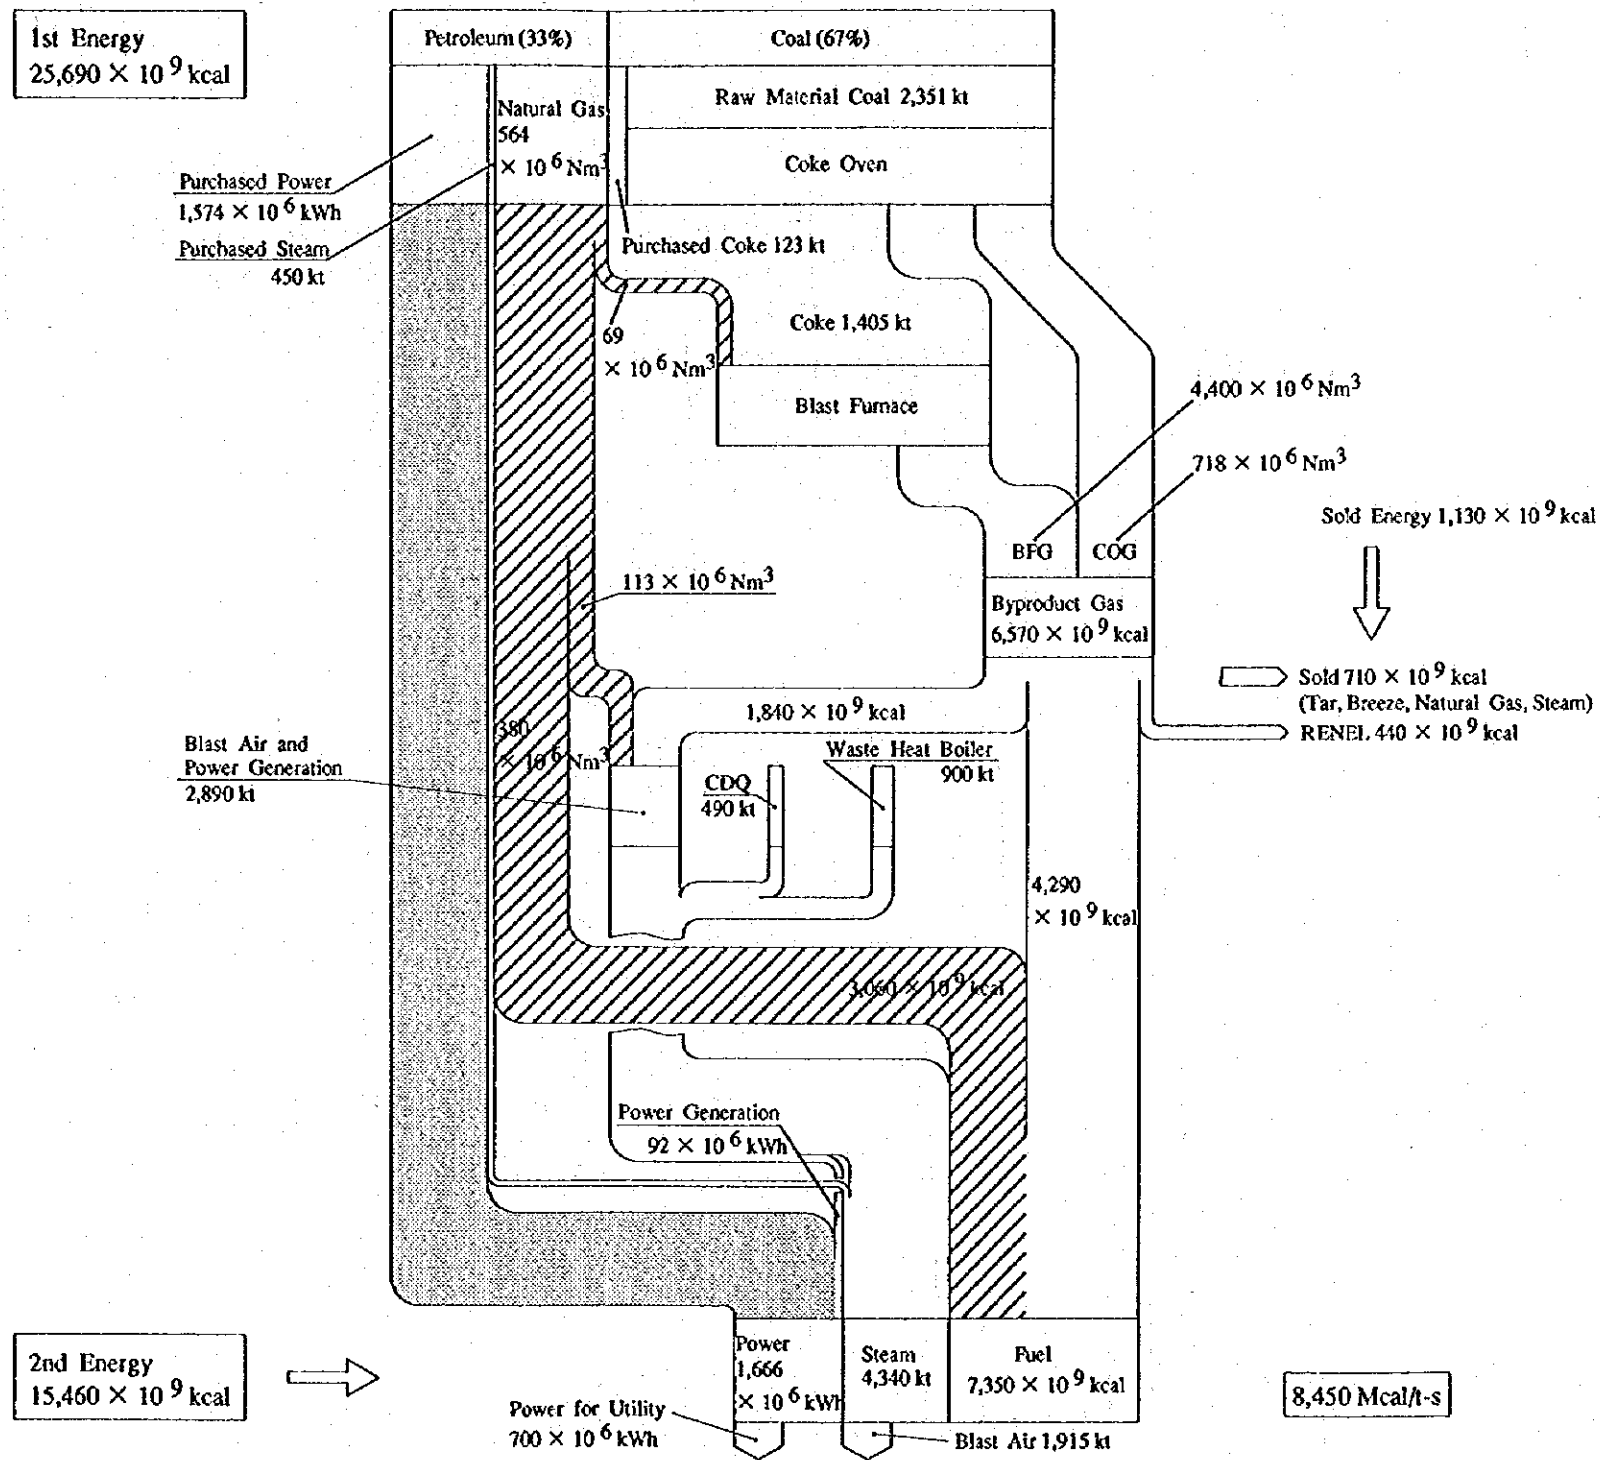 1st Energy
25,690 × 10⁹ kcal
Petroleum (33%)
Coal (67%)
Natural Gas
564
× 10⁶ Nm³
Raw Material Coal 2,351 kt
Coke Oven
Purchased Power
1,574 × 10⁶ kWh
Purchased Steam
450 kt
Purchased Coke 123 kt
69
× 10⁶ Nm³
Coke 1,405 kt
Blast Furnace
4,400 × 10⁶ Nm³
718 × 10⁶ Nm³
Sold Energy 1,130 × 10⁹ kcal
BFG
COG
113 × 10⁶ Nm³
Byproduct Gas
6,570 × 10⁹ kcal
Sold 710 × 10⁹ kcal
(Tar, Breeze, Natural Gas, Steam)
RENEL 440 × 10⁹ kcal
1,840 × 10⁹ kcal
380
× 10⁶ Nm³
Blast Air and
Power Generation
2,890 kt
CDQ
490 kt
Waste Heat Boiler
900 kt
4,290
× 10⁹ kcal
3,060 × 10⁹ kcal
Power Generation
92 × 10⁶ kWh
2nd Energy
15,460 × 10⁹ kcal
Power
1,666
× 10⁶ kWh
Steam
4,340 kt
Fuel
7,350 × 10⁹ kcal
8,450 Mcal/t-s
Power for Utility
700 × 10⁶ kWh
Blast Air 1,915 kt